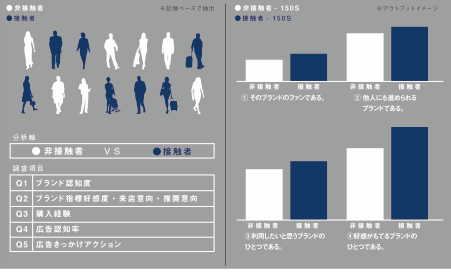 ●非接触者
※記憶ベースで抽出
●接触者
分析軸
●非接触者 VS ●接触者
調査項目
Q1 ブランド認知度
Q2 ブランド指標好感度・来店意向・推奨意向
Q3 購入経験
Q4 広告認知率
Q5 広告きっかけアクション
●非接触者 - 150S
※アウトプットイメージ
●接触者 - 150S
非接触者 接触者
①そのブランドのファンである。
非接触者 接触者
②他人にも進められる
ブランドである。
非接触者 接触者
③利用したいと思うブランドの
ひとつである。
非接触者 接触者
④好感がもてるブランドの
ひとつである。